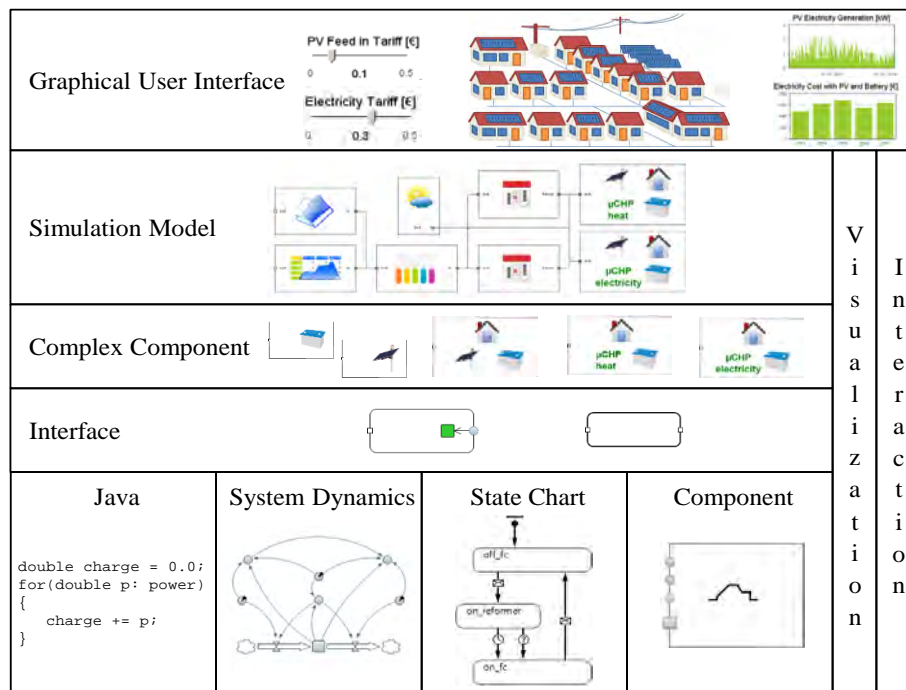 Graphical User Interface
PV Feed in Tariff [€]
0 0.1 0.5
Electricity Tariff [€]
0 0.3 0.5
PV Electricity Generation [kW]
Electricity Cost with PV and Battery [€]
Simulation Model
µCHP
heat
µCHP
electricity
Complex Component
µCHP
heat
µCHP
electricity
Interface
Java
double charge = 0.0;
for(double p: power)
{
charge += p;
}
System Dynamics
State Chart
off_fc
on_reformer
on_fc
Component
Visualization
Interaction